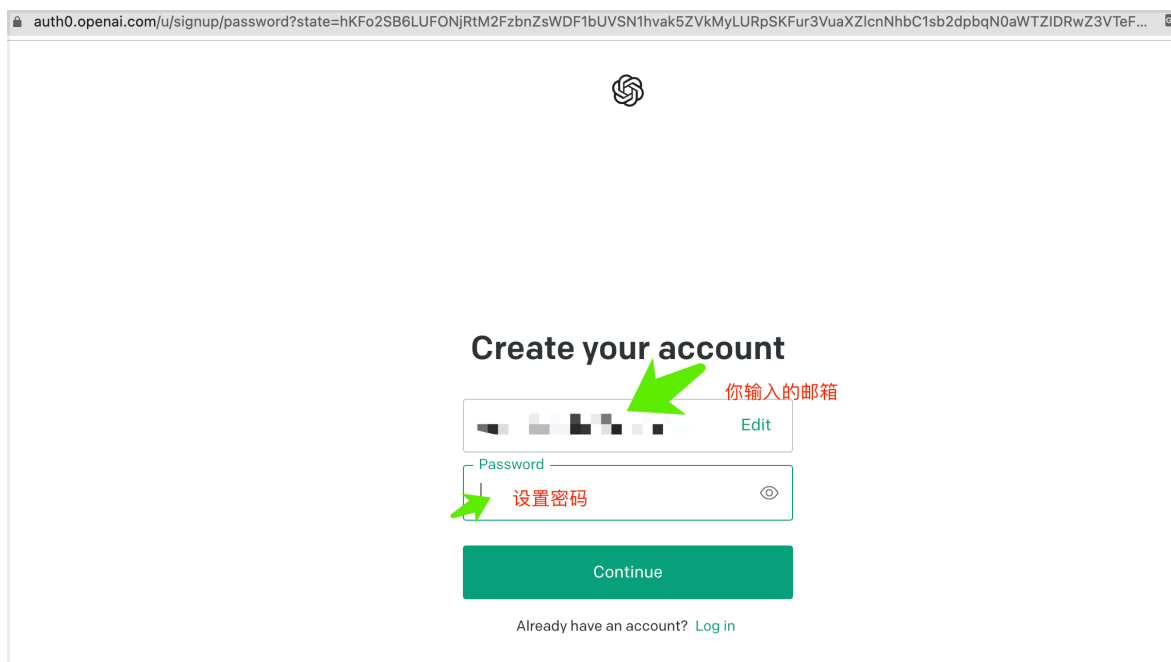 auth0.openai.com/u/signup/password?state=hKFo2SB6LUFONjRtM2FzbnZsWDF1bUVSN1hvak5ZVkMyLURpSKFur3VuaXZlcnNhbC1sb2dpbqN0aWTZIDRwZ3VTeF...
Create your account
你输入的邮箱
Edit
Password
设置密码
Continue
Already have an account? Log in